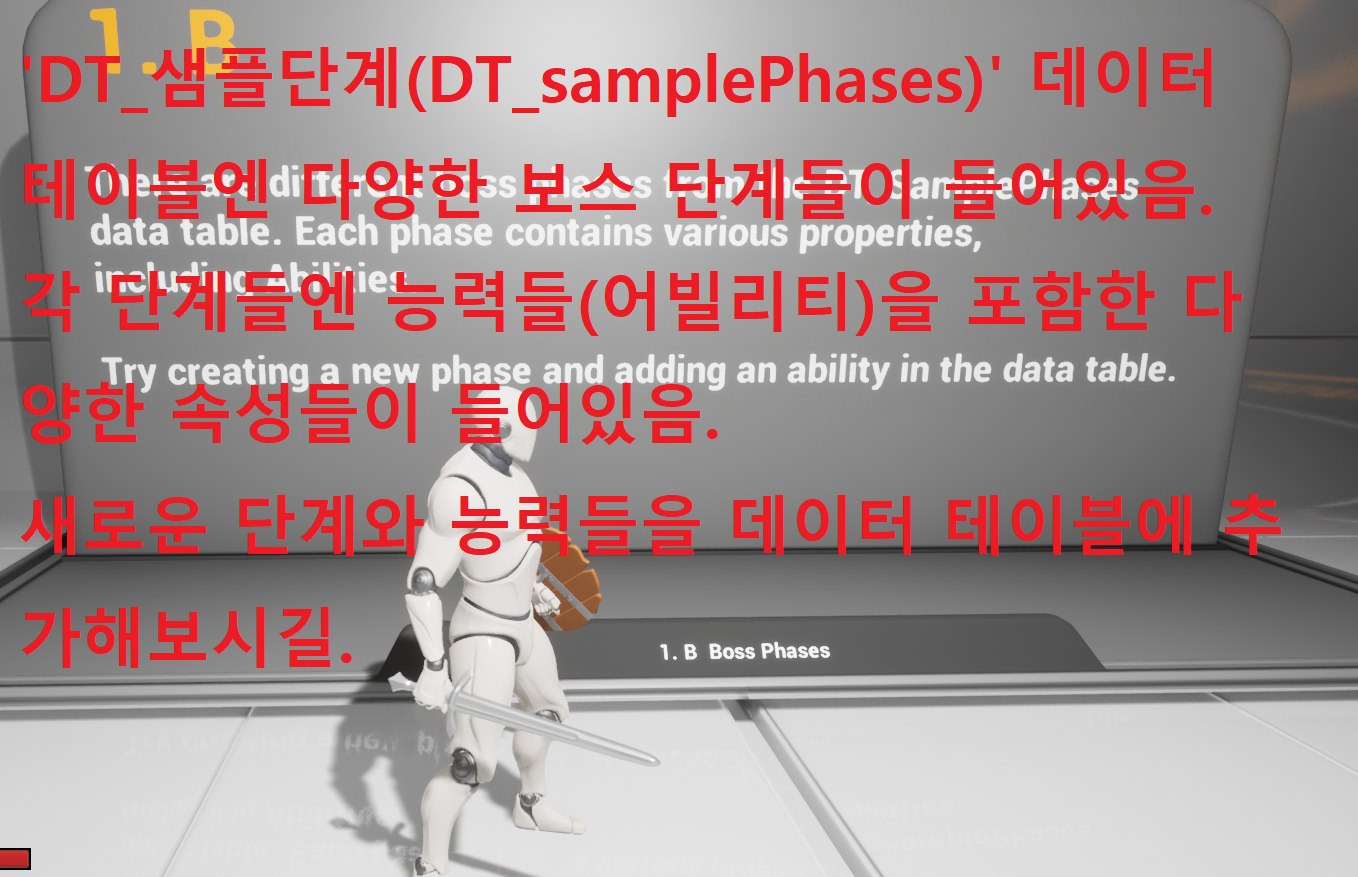 1. B
'DT_샘플단계(DT_samplePhases)' 데이터
테이블엔 다양한 보스 단계들이 들어있음.
각 단계들엔 능력들(어빌리티)을 포함한 다
양한 속성들이 들어있음.
새로운 단계와 능력들을 데이터 테이블에 추
가해보시길.
There are different boss phases from the DT_SamplePhases
data table. Each phase contains various properties,
including Abilities.
Try creating a new phase and adding an ability in the data table.
1. B Boss Phases